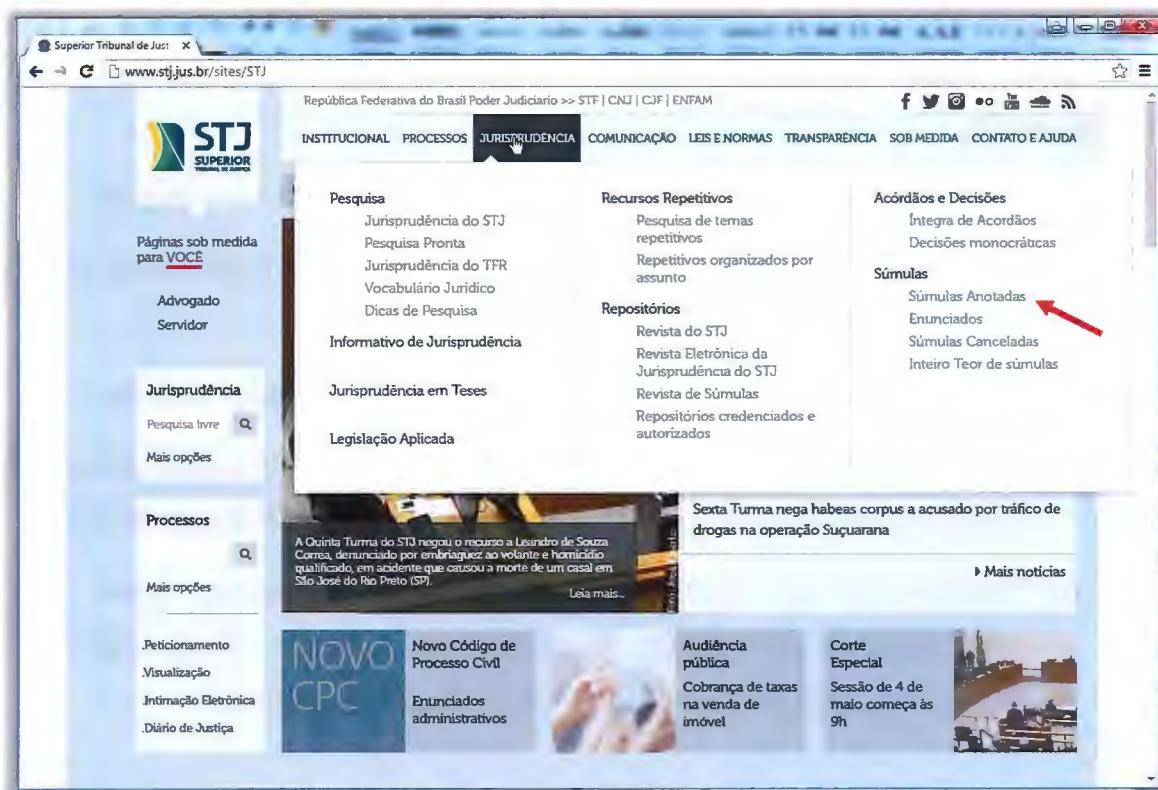 Superior Tribunal de Just
www.stj.jus.br/sites/STJ
República Federativa do Brasil Poder Judiciario >> STF | CNJ | CJF | ENFAM
STJ
SUPERIOR
TRIBUNAL DE JUSTIÇA
INSTITUCIONAL PROCESSOS JURISPRUDÊNCIA COMUNICAÇÃO LEIS E NORMAS TRANSPARÊNCIA SOB MEDIDA CONTATO E AJUDA
Páginas sob medida
para VOCÊ
Advogado
Servidor
Jurisprudência
Pesquisa livre
Mais opções
Processos
Mais opções
.Peticionamento
.Visualização
.Intimação Eletrônica
.Diário de Justiça
Pesquisa
Jurisprudência do STJ
Pesquisa Pronta
Jurisprudência do TFR
Vocabulário Jurídico
Dicas de Pesquisa
Informativo de Jurisprudência
Jurisprudência em Teses
Legislação Aplicada
Recursos Repetitivos
Pesquisa de temas
repetitivos
Repetitivos organizados por
assunto
Repositórios
Revista do STJ
Revista Eletrônica da
Jurisprudência do STJ
Revista de Súmulas
Repositórios credenciados e
autorizados
Acórdãos e Decisões
Íntegra de Acordãos
Decisões monocráticas
Súmulas
Súmulas Anotadas
Enunciados
Súmulas Canceladas
Inteiro Teor de súmulas
A Quinta Turma do STJ negou o recurso a Leandro de Souza
Correa, denunciado por embriaguez ao volante e homicídio
qualificado, em acidente que causou a morte de um casal em
São José do Rio Preto (SP).
Leia mais...
Sexta Turma nega habeas corpus a acusado por tráfico de
drogas na operação Suçuarana
Mais notícias
NOVO
CPC
Novo Código de
Processo Civil
Enunciados
administrativos
Audiência
pública
Cobrança de taxas
na venda de
imóvel
Corte
Especial
Sessão de 4 de
maio começa às
9h